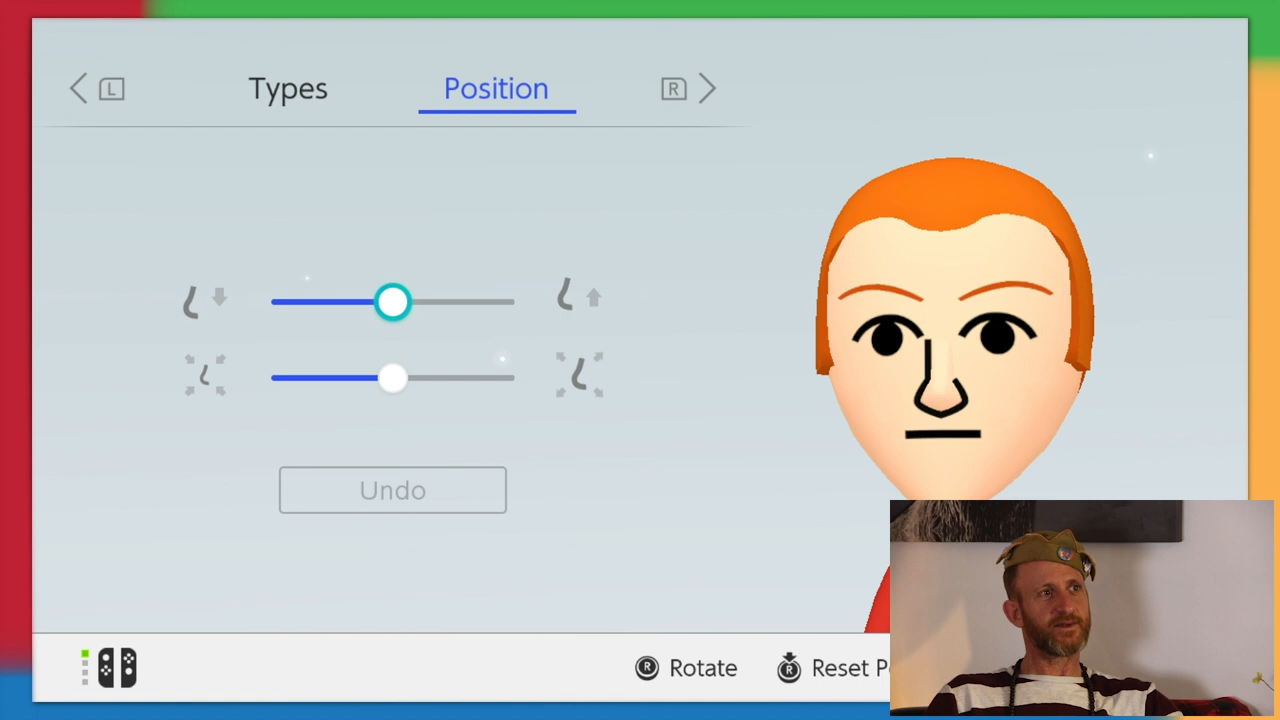 L Types Position R
Undo
R Rotate R Reset